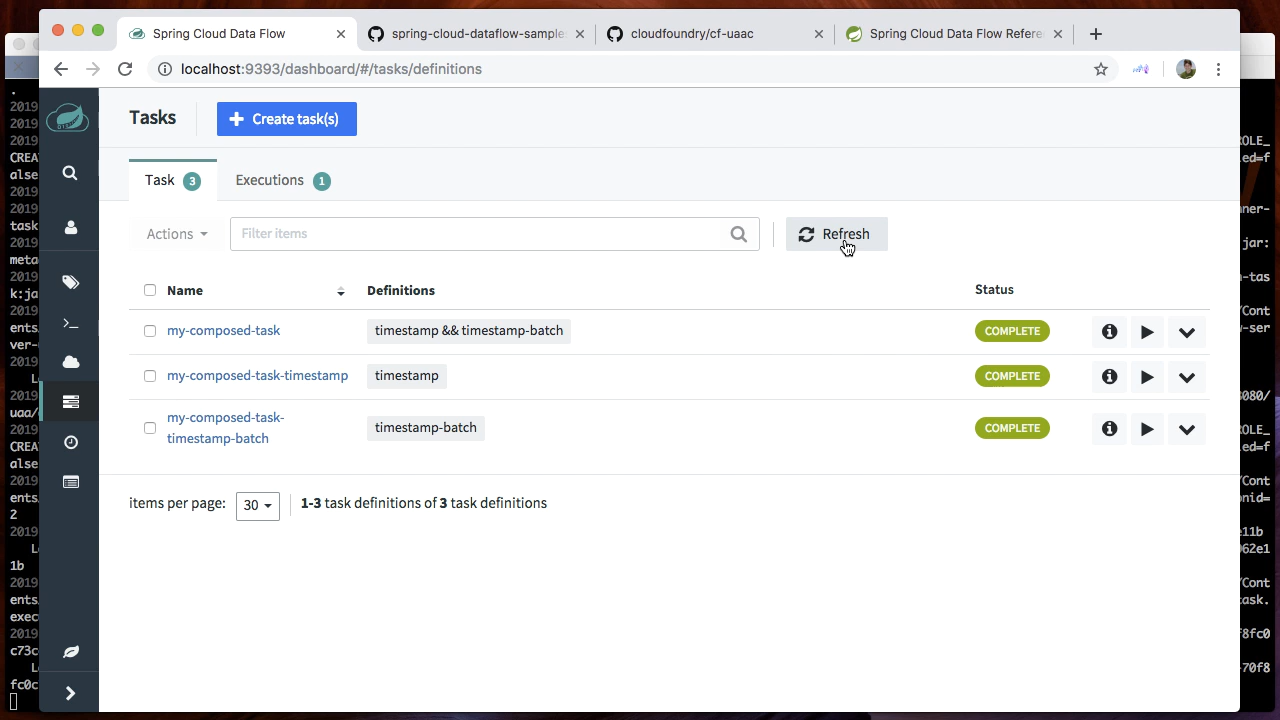 Spring Cloud Data Flow
spring-cloud-dataflow-sample
cloudfoundry/cf-uaac
Spring Cloud Data Flow Refere
localhost:9393/dashboard/#/tasks/definitions
Tasks
Create task(s)
Task 3
Executions 1
Actions
Filter items
Refresh
Name
Definitions
Status
my-composed-task
timestamp && timestamp-batch
COMPLETE
my-composed-task-timestamp
timestamp
COMPLETE
my-composed-task-
timestamp-batch
timestamp-batch
COMPLETE
items per page:
30
1-3 task definitions of 3 task definitions